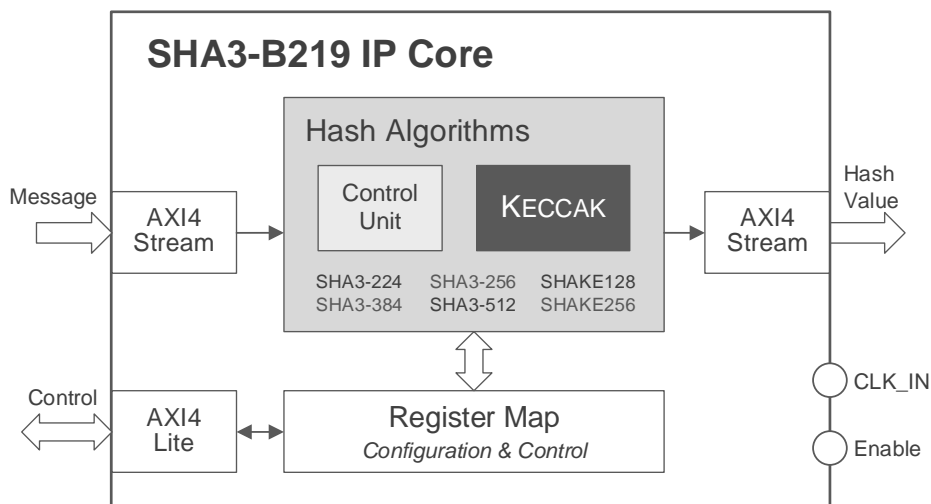 SHA3-B219 IP Core
Hash Algorithms
Message
AXI4
Stream
Control
Unit
KECCAK
AXI4
Stream
Hash
Value
SHA3-224 SHA3-256 SHAKE128
SHA3-384 SHA3-512 SHAKE256
CLK_IN
Control
AXI4
Lite
Register Map
Configuration & Control
Enable